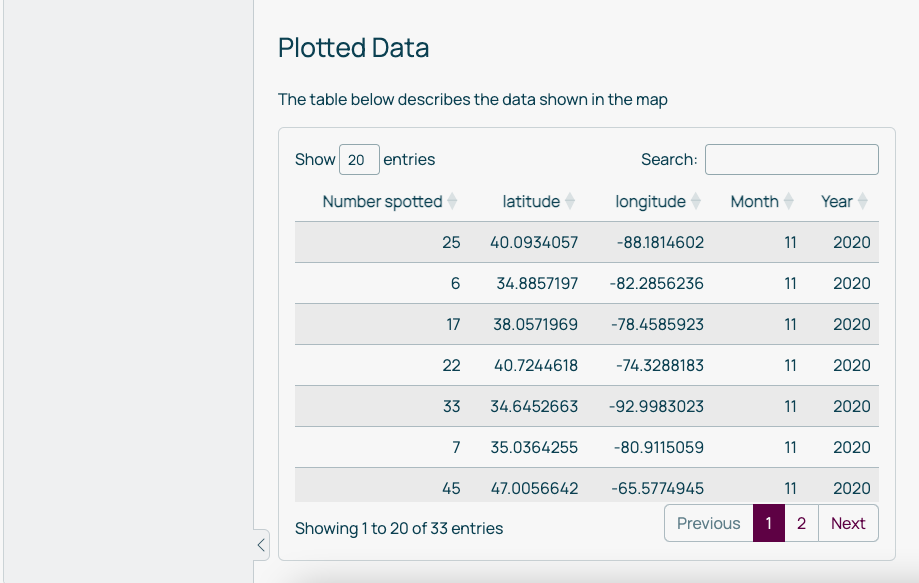 Plotted Data
The table below describes the data shown in the map
Show 20 entries Search:
Number spotted latitude longitude Month Year
25 40.0934057 -88.1814602 11 2020
6 34.8857197 -82.2856236 11 2020
17 38.0571969 -78.4585923 11 2020
22 40.7244618 -74.3288183 11 2020
33 34.6452663 -92.9983023 11 2020
7 35.0364255 -80.9115059 11 2020
45 47.0056642 -65.5774945 11 2020
Showing 1 to 20 of 33 entries Previous 1 2 Next